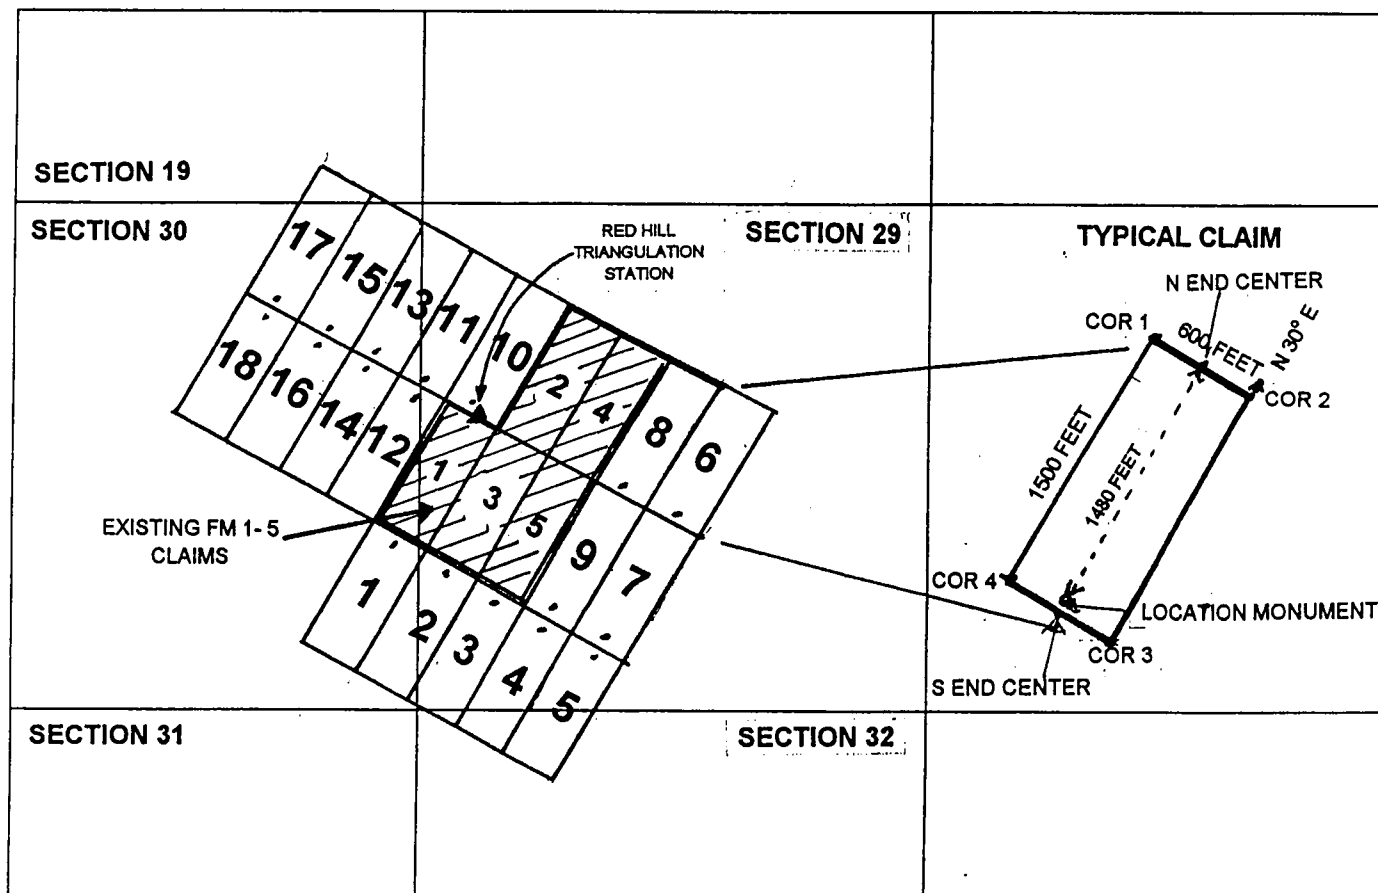 SECTION 19
SECTION 30
RED HILL
TRIANGULATION
STATION
SECTION 29
TYPICAL CLAIM
N END CENTER
COR 1
600 FEET
N 30° E
COR 2
1500 FEET
1480 FEET
COR 4
LOCATION MONUMENT
COR 3
S END CENTER
17
15
13
11
10
2
4
8
6
18
16
14
12
1
3
5
9
7
EXISTING FM 1-5
CLAIMS
1
2
3
4
5
SECTION 31
SECTION 32